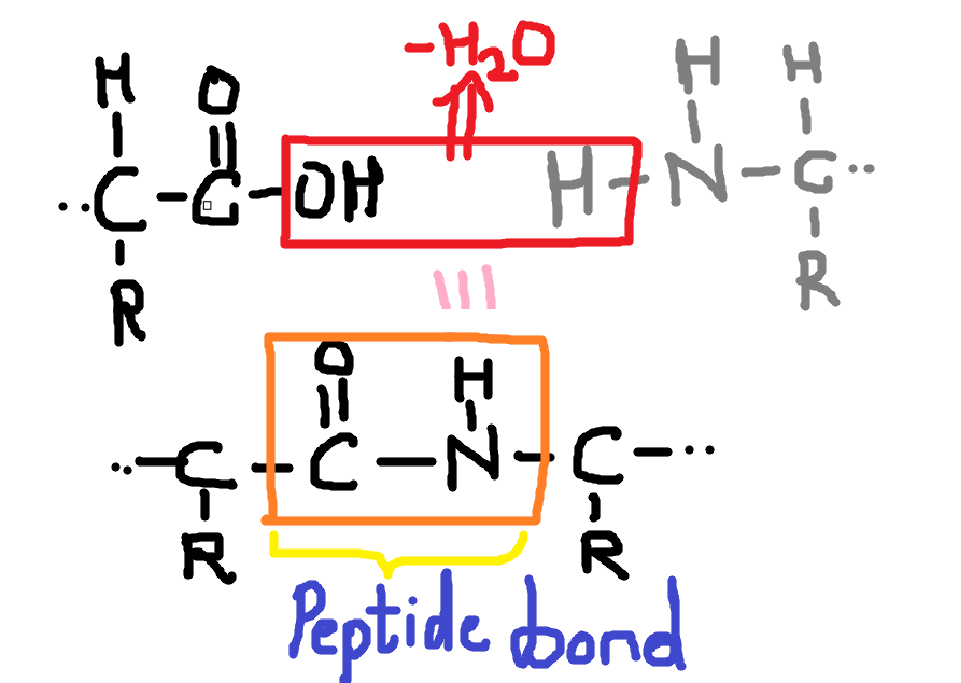 -H₂O
H H H
O
·· C - C - OH H - N - C ··
R R
O H
·· - C - C - N - C - ··
R R
Peptide bond